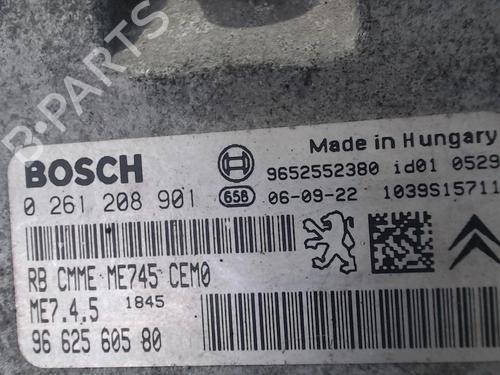 B-PARTS
Made in Hungary
BOSCH
9652552380 id01 0529
0 261 208 901 658 06-09-22 1039S15711
RB CMME ME745 CEM0
ME7.4.5 1845
96 625 605 80